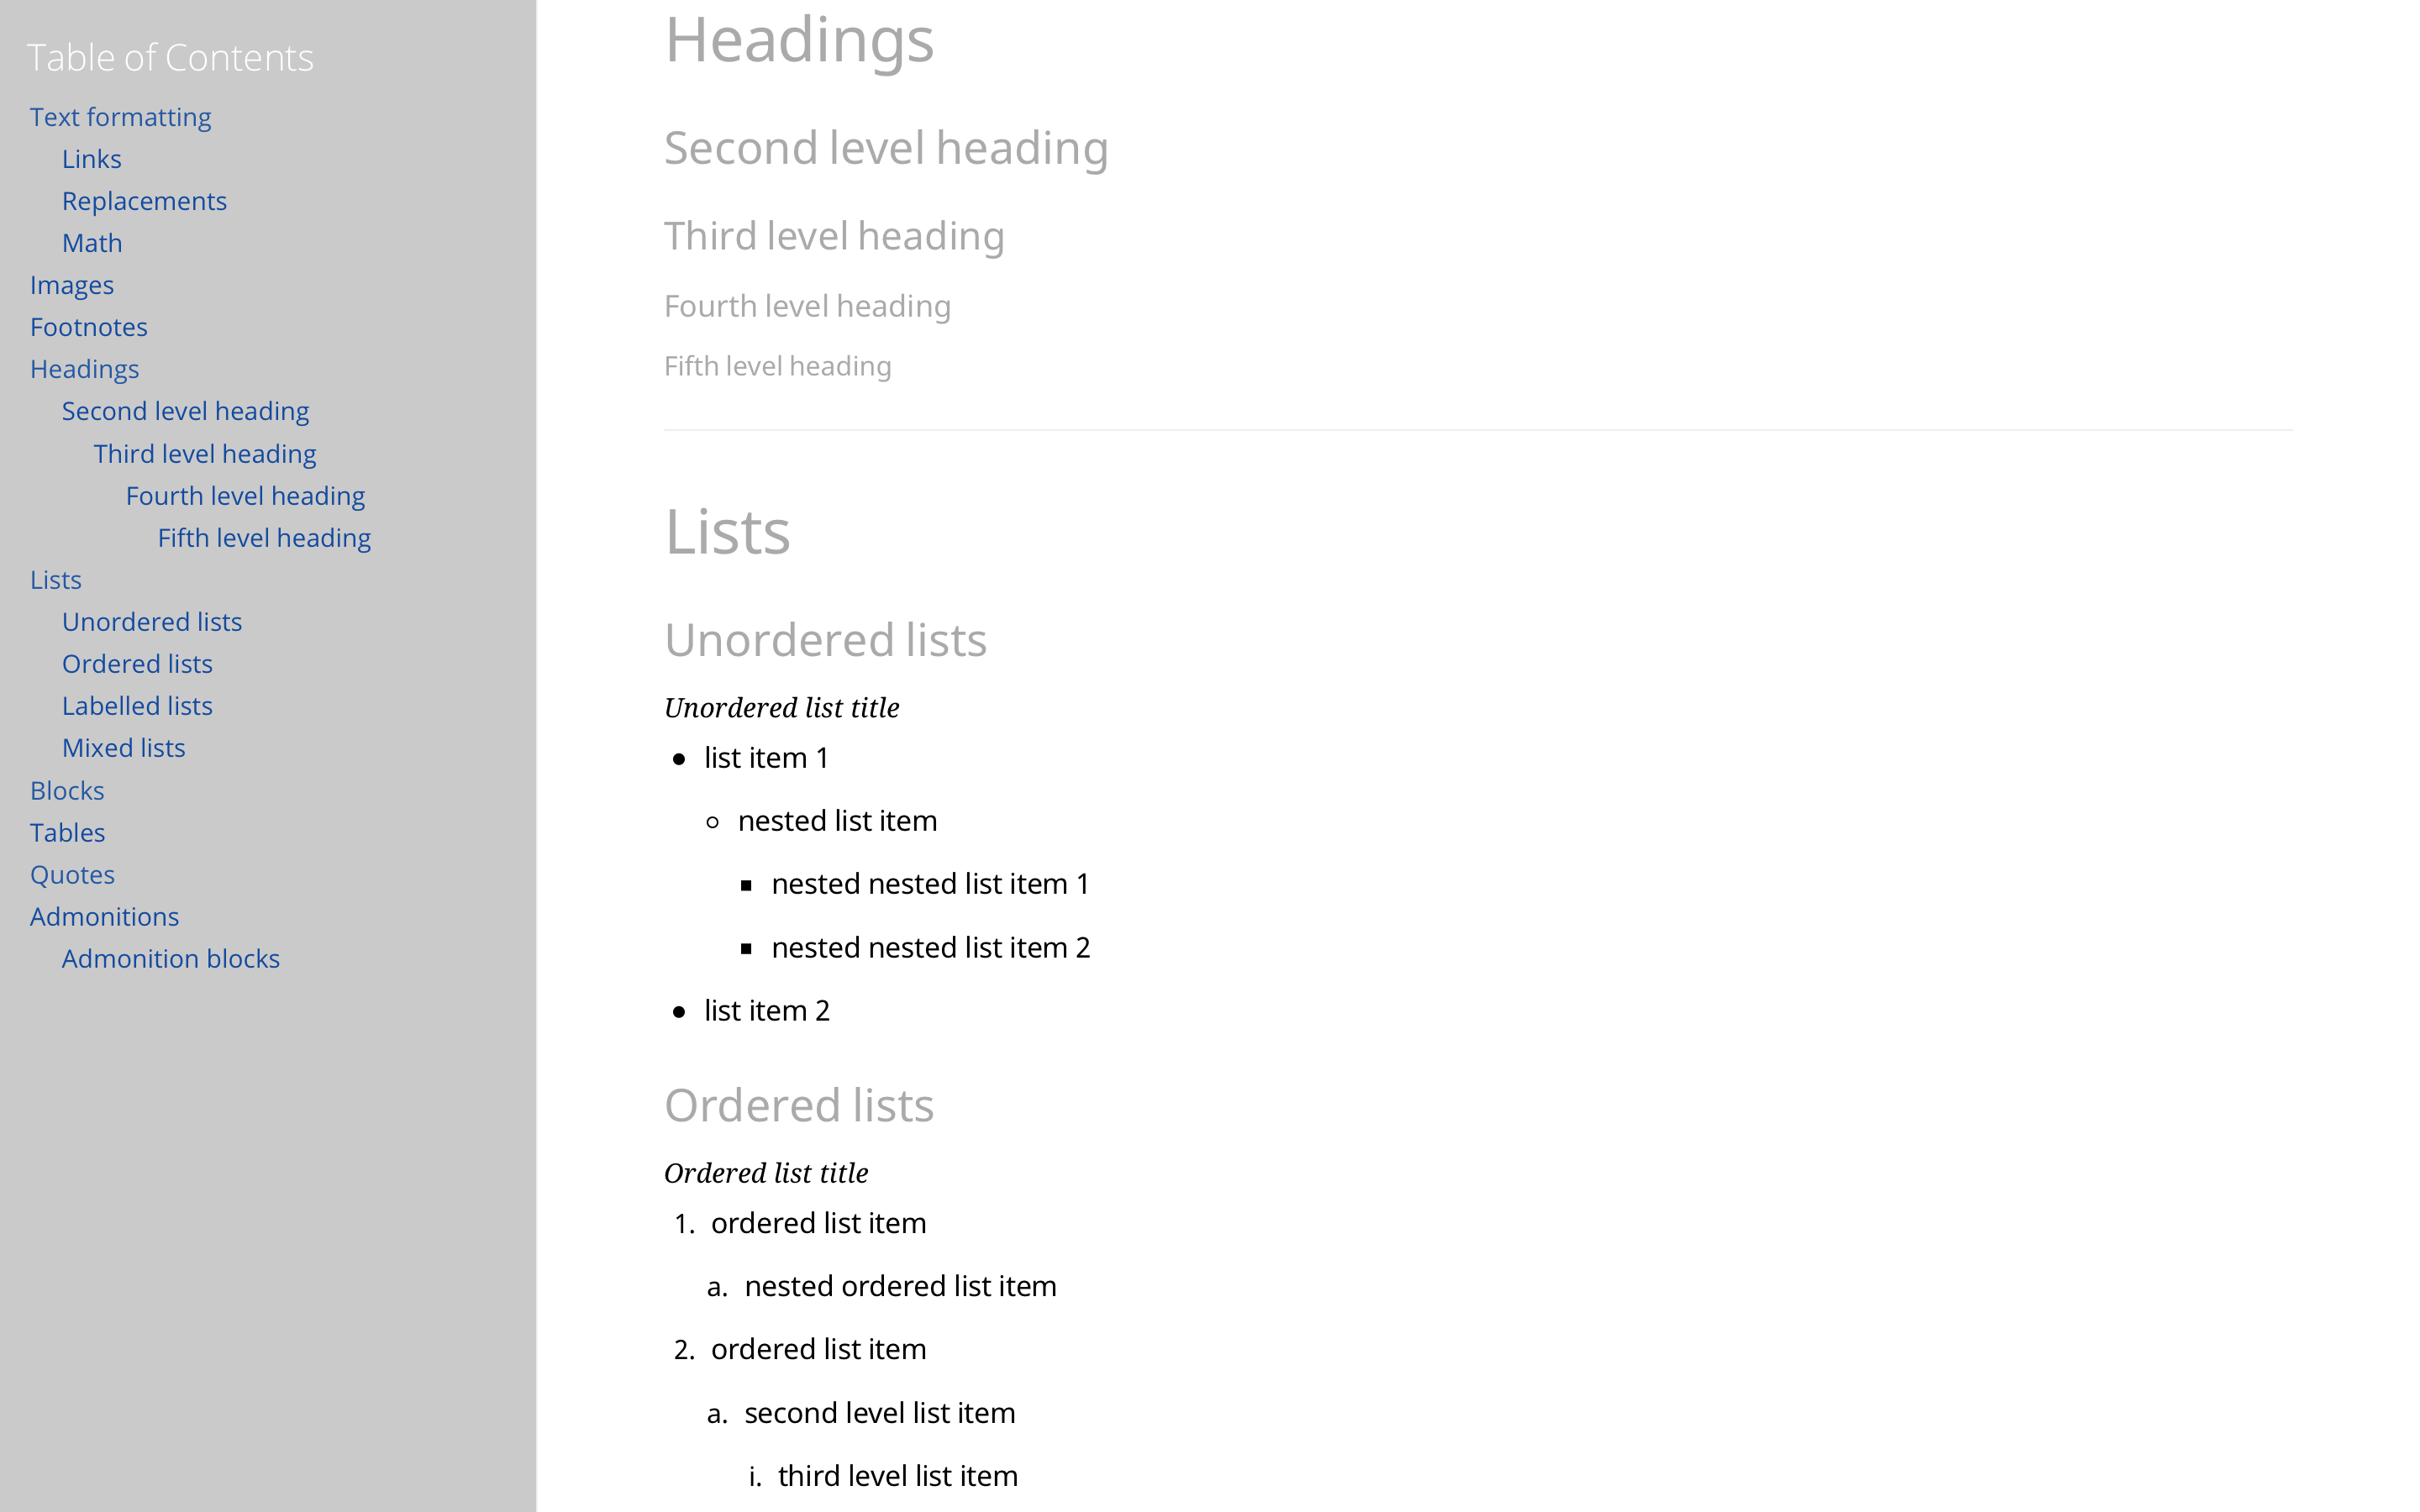 Table of Contents
Text formatting
Links
Replacements
Math
Images
Footnotes
Headings
Second level heading
Third level heading
Fourth level heading
Fifth level heading
Lists
Unordered lists
Ordered lists
Labelled lists
Mixed lists
Blocks
Tables
Quotes
Admonitions
Admonition blocks
Headings
Second level heading
Third level heading
Fourth level heading
Fifth level heading
Lists
Unordered lists
Unordered list title
● list item 1
○ nested list item
■ nested nested list item 1
■ nested nested list item 2
● list item 2
Ordered lists
Ordered list title
1. ordered list item
a. nested ordered list item
2. ordered list item
a. second level list item
i. third level list item